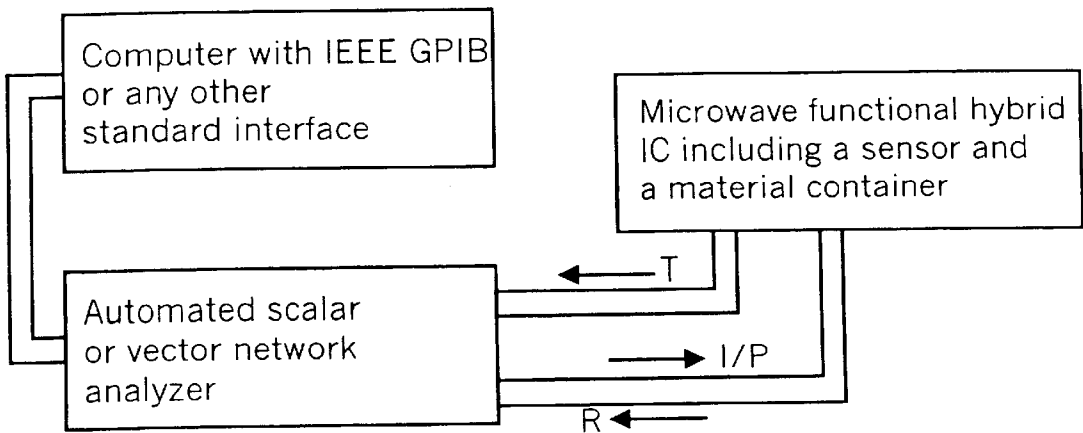 Computer with IEEE GPIB
or any other
standard interface
Microwave functional hybrid
IC including a sensor and
a material container
T
Automated scalar
or vector network
analyzer
I/P
R